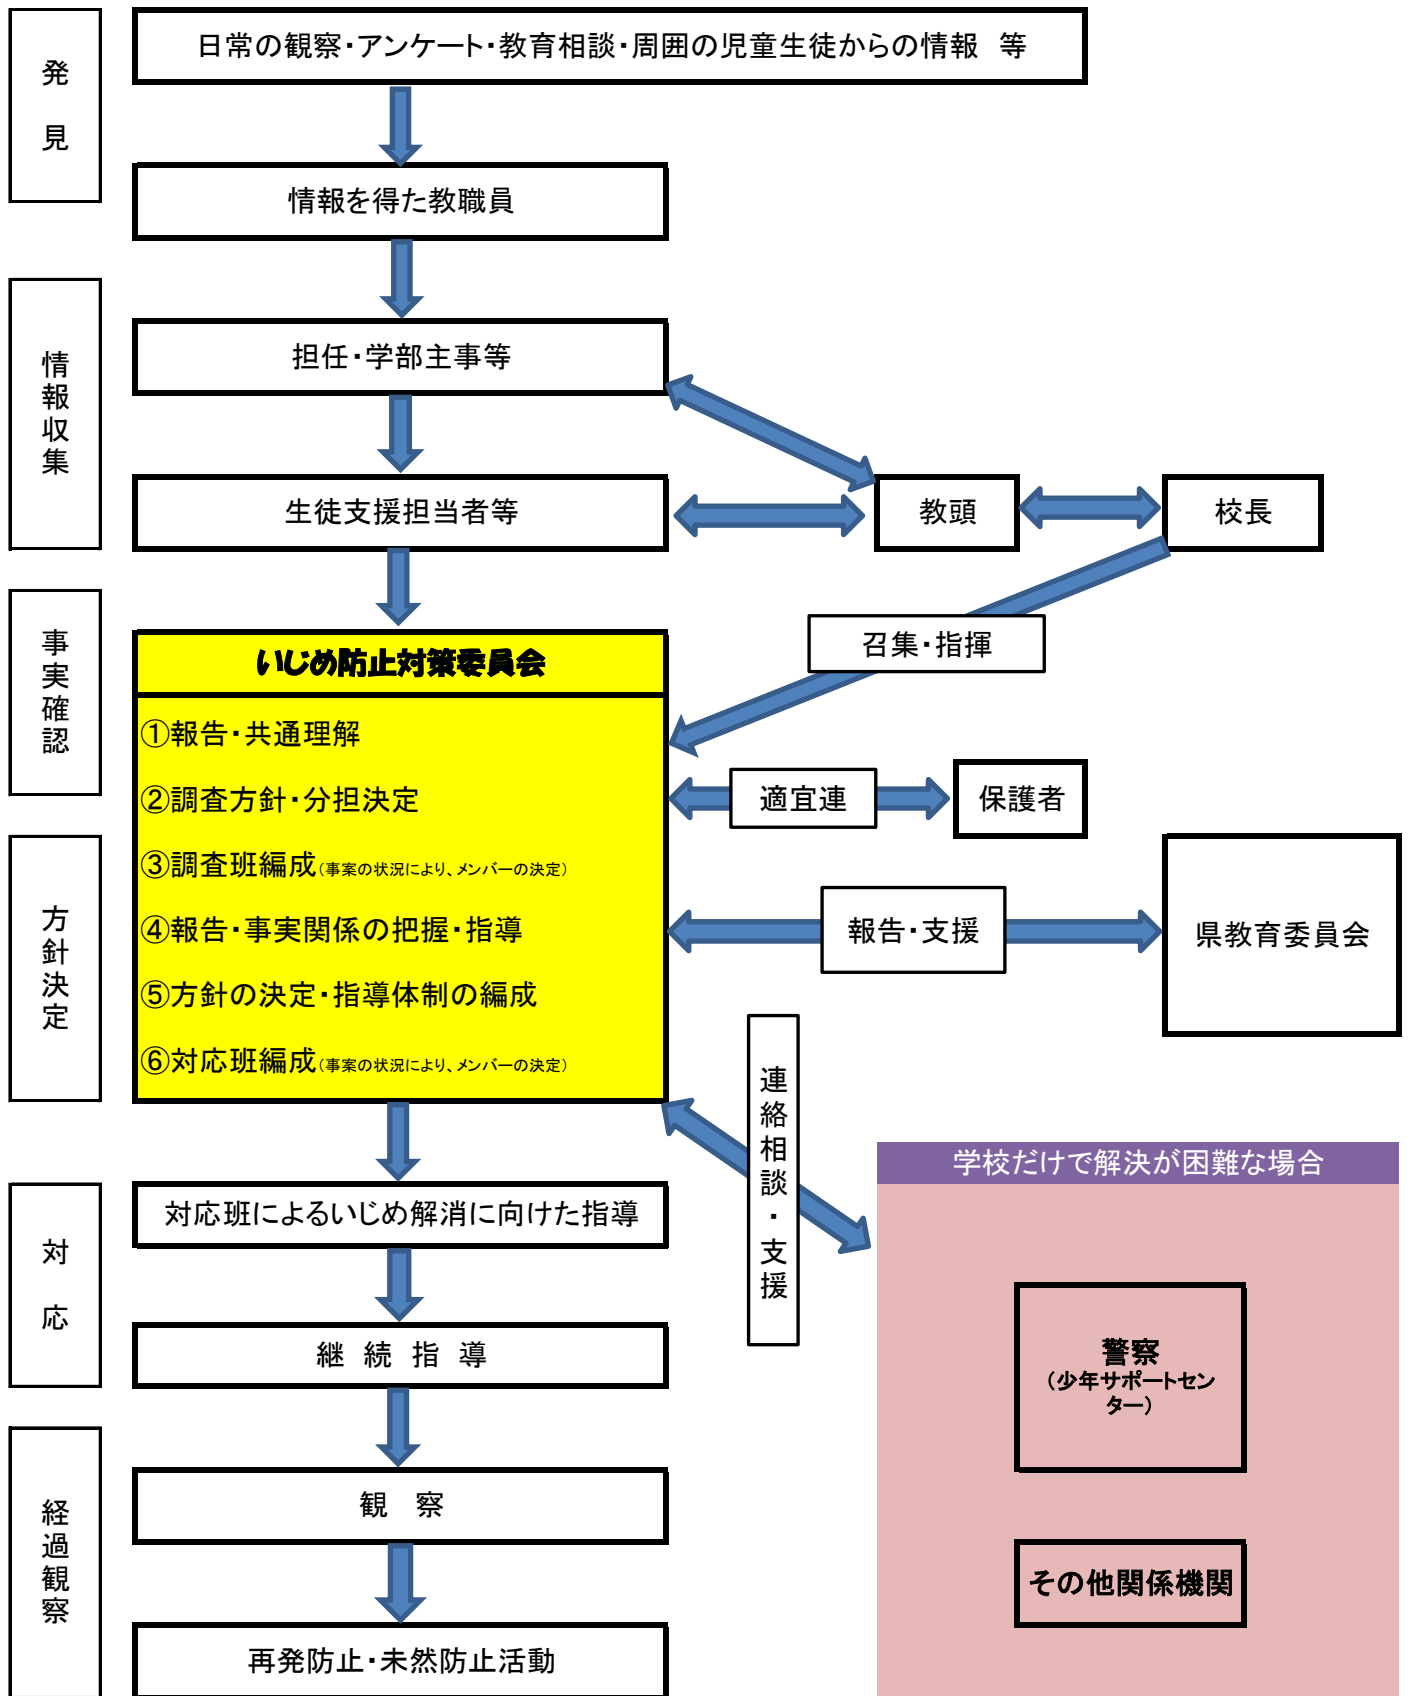 発見
日常の観察・アンケート・教育相談・周囲の児童生徒からの情報　等
情報を得た教職員
情報収集
担任・学部主事等
生徒支援担当者等
教頭
校長
召集・指揮
事実確認
いじめ防止対策委員会
①報告・共通理解
②調査方針・分担決定
③調査班編成（事案の状況により、メンバーの決定）
④報告・事実関係の把握・指導
⑤方針の決定・指導体制の編成
⑥対応班編成（事案の状況により、メンバーの決定）
適宜連
保護者
方針決定
報告・支援
県教育委員会
連絡相談・支援
学校だけで解決が困難な場合
警察
（少年サポートセン
ター）
その他関係機関
対応
対応班によるいじめ解消に向けた指導
継　続　指　導
経過観察
観　察
再発防止・未然防止活動